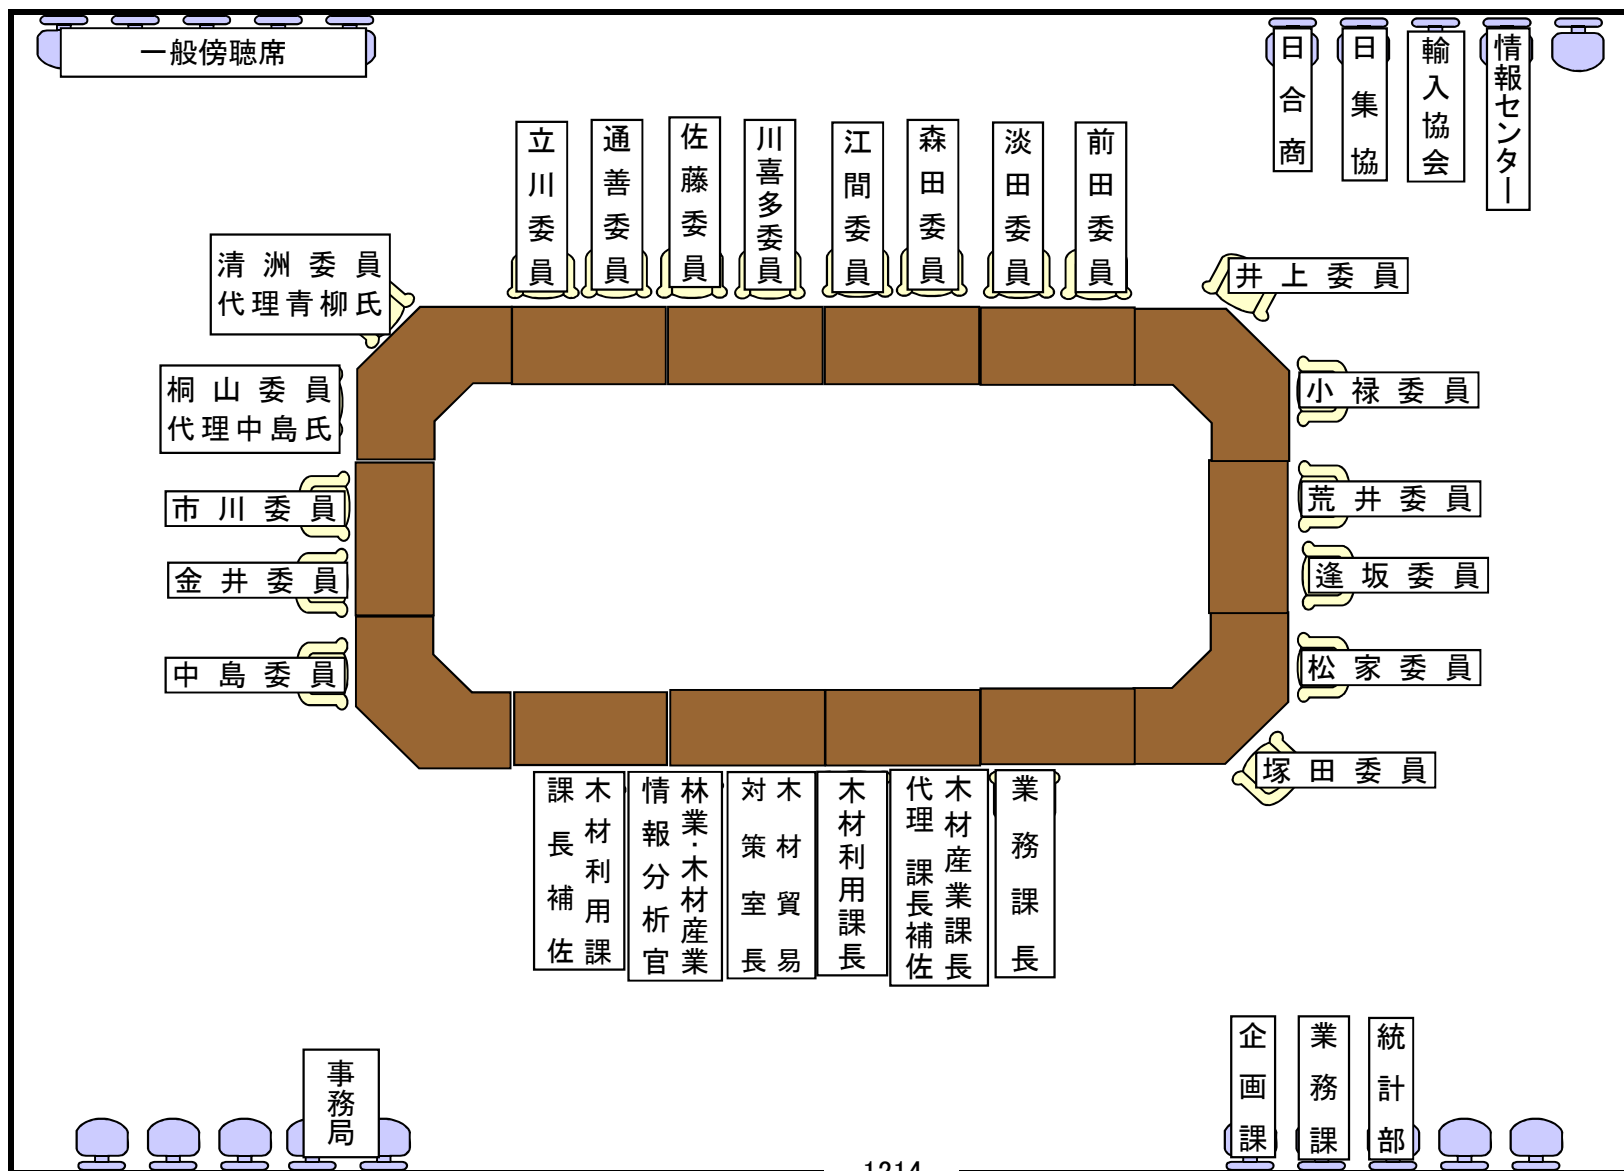 一般傍聴席
日合商
日集協
輸入協会
情報センター
立川委員
通善委員
佐藤委員
川喜多委員
江間委員
森田委員
淡田委員
前田委員
清洲委員
代理青柳氏
井上委員
桐山委員
代理中島氏
小禄委員
市川委員
荒井委員
金井委員
逢坂委員
中島委員
松家委員
塚田委員
木材利用課
課長補佐
林業・木材産業
情報分析官
木材貿易
対策室長
木材利用課長
木材産業課長
代理 課長補佐
業務課長
事務局
企画課
業務課
統計部
1214